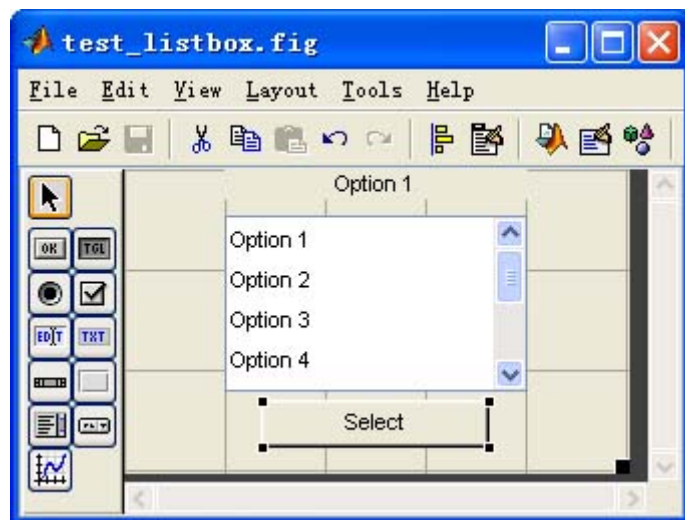 test_listbox.fig
File Edit View Layout Tools Help
Option 1
OK TGL
Option 1
Option 2
Option 3
EDIT TXT
Option 4
Select